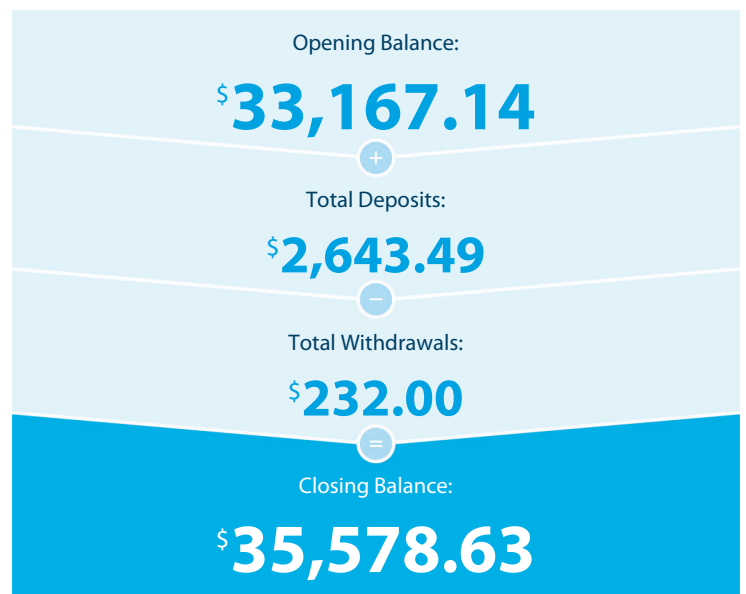 Opening Balance:
$33,167.14
+
Total Deposits:
$2,643.49
−
Total Withdrawals:
$232.00
=
Closing Balance:
$35,578.63